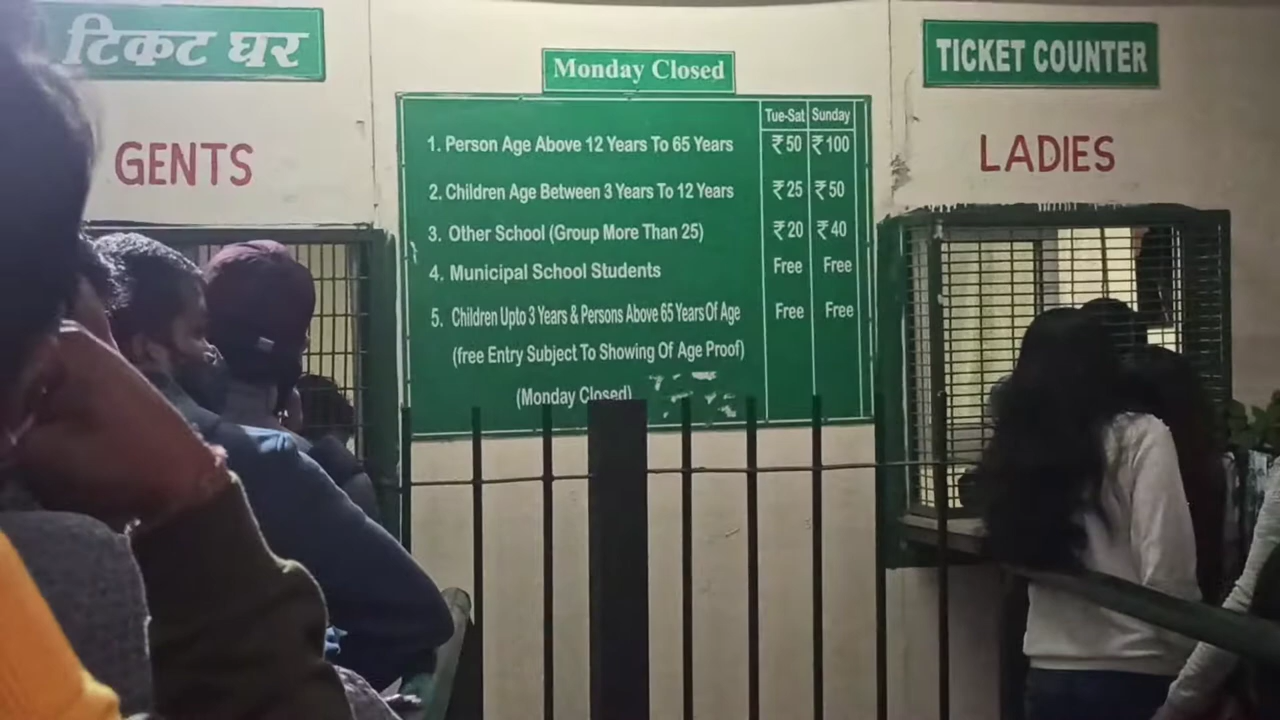 टिकट घर
GENTS
Monday Closed
TICKET COUNTER
LADIES
Tue-Sat Sunday
1. Person Age Above 12 Years To 65 Years ₹50 ₹100
2. Children Age Between 3 Years To 12 Years ₹25 ₹50
3. Other School (Group More Than 25) ₹20 ₹40
4. Municipal School Students Free Free
5. Children Upto 3 Years & Persons Above 65 Years Of Age Free Free
(free Entry Subject To Showing Of Age Proof)
(Monday Closed)